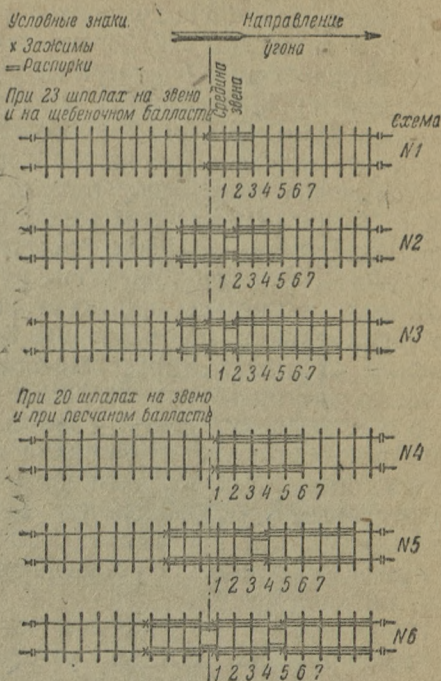 Условные знаки
х Зажимы
= Распорки
Направление
угона
Средина
звена
При 23 шпалах на звено
и на щебеночном балласте
Схема
N1
1 2 3 4 5 6 7
N2
1 2 3 4 5 6 7
N3
1 2 3 4 5 6 7
При 20 шпалах на звено
и при песчаном балласте
N4
1 2 3 4 5 6 7
N5
1 2 3 4 5 6 7
N6
1 2 3 4 5 6 7